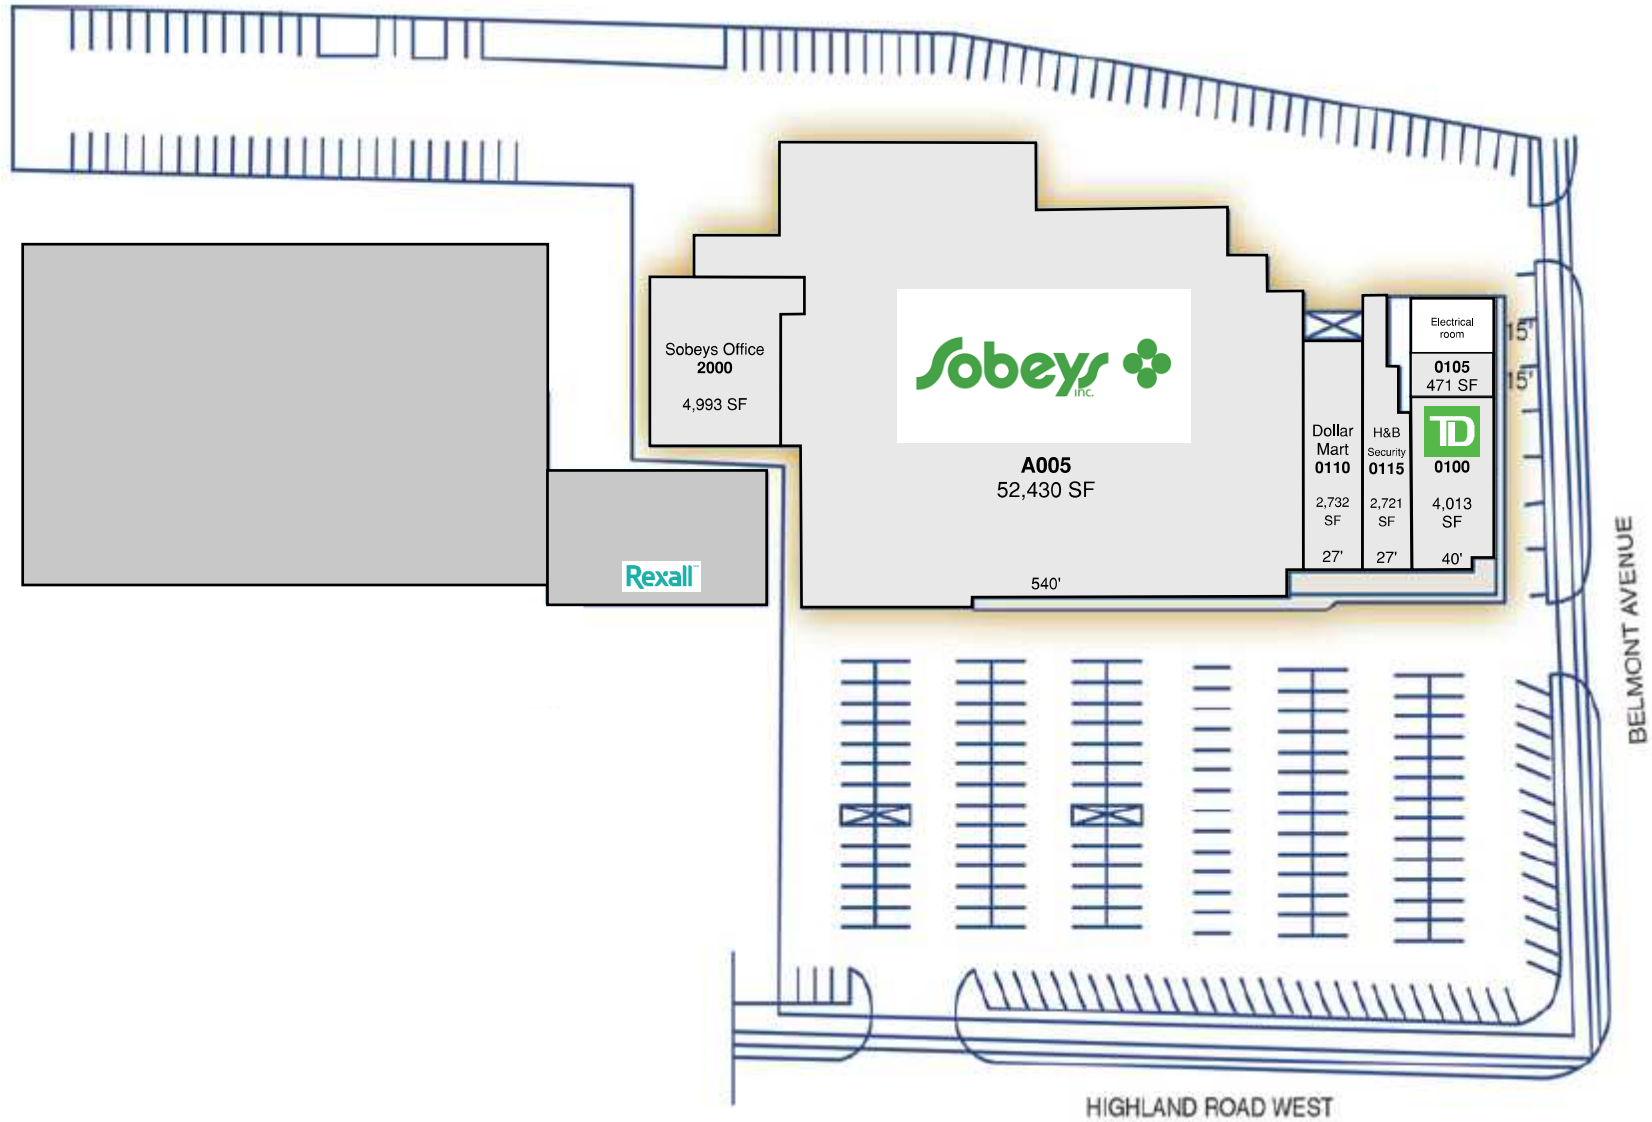 Sobeys Office
2000
4,993 SF
Sobeys
inc.
A005
52,430 SF
540'
Rexall
Dollar
Mart
0110
2,732
SF
27'
H&B
Security
0115
2,721
SF
27'
Electrical
room
0105
471 SF
TD
0100
4,013
SF
40'
15'
15'
BELMONT AVENUE
HIGHLAND ROAD WEST